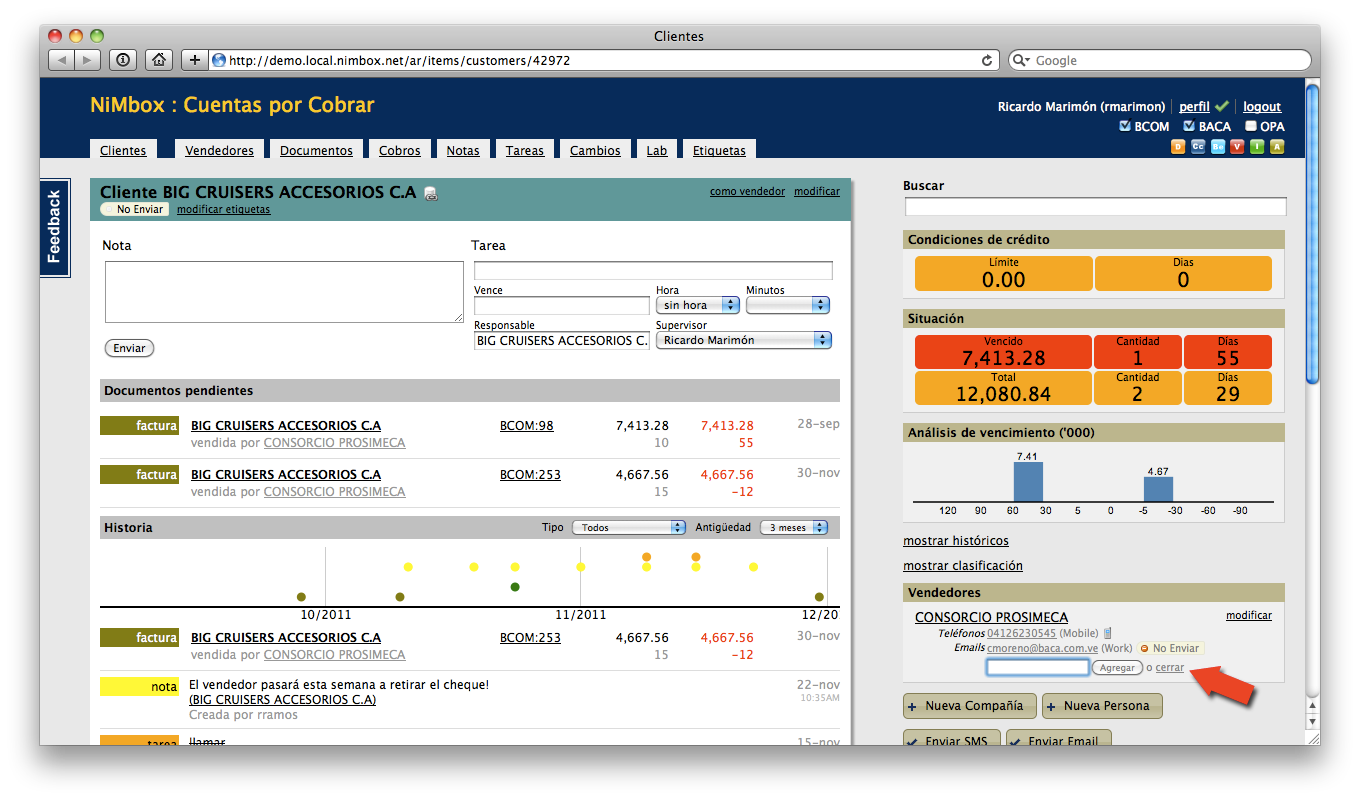 Clientes
http://demo.local.nimbox.net/ar/items/customers/42972
Google
NiMbox : Cuentas por Cobrar
Ricardo Marimón (rmarimon) perfil logout
BCOM BACA OPA
D Cc Be V I A
Clientes Vendedores Documentos Cobros Notas Tareas Cambios Lab Etiquetas
Feedback
Cliente BIG CRUISERS ACCESORIOS C.A como vendedor modificar
No Enviar modificar etiquetas
Nota Tarea
Vence Hora Minutos
sin hora
Responsable Supervisor
BIG CRUISERS ACCESORIOS C. Ricardo Marimón
Enviar
Documentos pendientes
factura BIG CRUISERS ACCESORIOS C.A BCOM:98 7,413.28 7,413.28 28-sep
vendida por CONSORCIO PROSIMECA 10 55
factura BIG CRUISERS ACCESORIOS C.A BCOM:253 4,667.56 4,667.56 30-nov
vendida por CONSORCIO PROSIMECA 15 -12
Historia Tipo Todos Antigüedad 3 meses
10/2011 11/2011 12/20
factura BIG CRUISERS ACCESORIOS C.A BCOM:253 4,667.56 4,667.56 30-nov
vendida por CONSORCIO PROSIMECA 15 -12
nota El vendedor pasará esta semana a retirar el cheque! 22-nov
(BIG CRUISERS ACCESORIOS C.A) 10:35AM
Creada por rramos
tarea llamar 15-nov
Buscar
Condiciones de crédito
Límite Dias
0.00 0
Situación
Vencido Cantidad Días
7,413.28 1 55
Total Cantidad Días
12,080.84 2 29
Análisis de vencimiento ('000)
7.41 4.67
120 90 60 30 5 0 -5 -30 -60 -90
mostrar históricos
mostrar clasificación
Vendedores
CONSORCIO PROSIMECA modificar
Teléfonos 04126230545 (Mobile)
Emails cmoreno@baca.com.ve (Work) No Enviar
Agregar o cerrar
+ Nueva Compañía + Nueva Persona
Enviar SMS Enviar Email